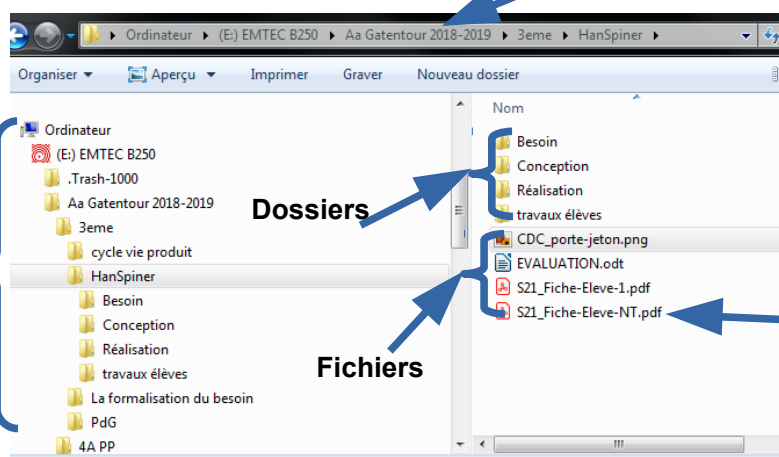 Ordinateur (E:) EMTEC B250 Aa Gatentour 2018-2019 3eme HanSpiner
Organiser Aperçu Imprimer Graver Nouveau dossier
Ordinateur
(E:) EMTEC B250
.Trash-1000
Aa Gatentour 2018-2019
3eme
cycle vie produit
HanSpiner
Besoin
Conception
Réalisation
travaux élèves
La formalisation du besoin
PdG
4A PP
Dossiers
Fichiers
Nom
Besoin
Conception
Réalisation
travaux élèves
CDC_porte-jeton.png
EVALUATION.odt
S21_Fiche-Eleve-1.pdf
S21_Fiche-Eleve-NT.pdf